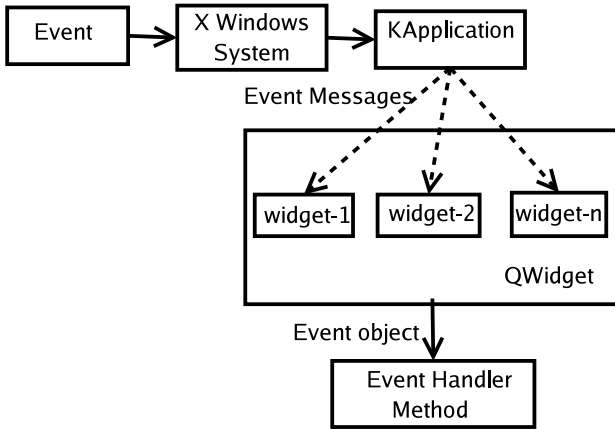 Event
X Windows
System
KApplication
Event Messages
widget-1
widget-2
widget-n
QWidget
Event object
Event Handler
Method